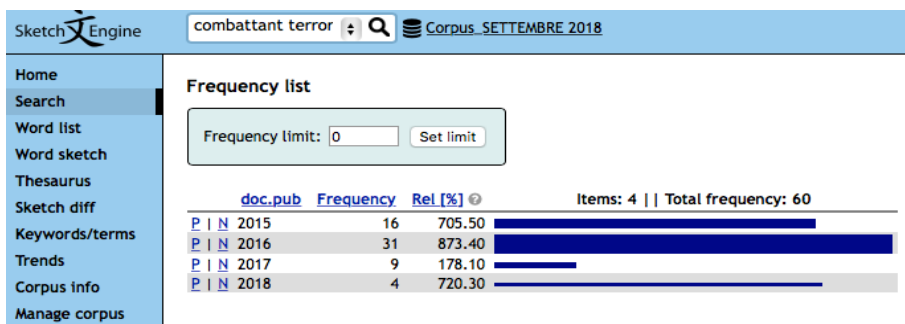 Sketch Engine
combattant terror Corpus_SETTEMBRE 2018
Home
Search
Word list
Word sketch
Thesaurus
Sketch diff
Keywords/terms
Trends
Corpus info
Manage corpus
Frequency list
Frequency limit: 0 Set limit
doc.pub Frequency Rel [%] ? Items: 4 || Total frequency: 60
P | N 2015 16 705.50
P | N 2016 31 873.40
P | N 2017 9 178.10
P | N 2018 4 720.30